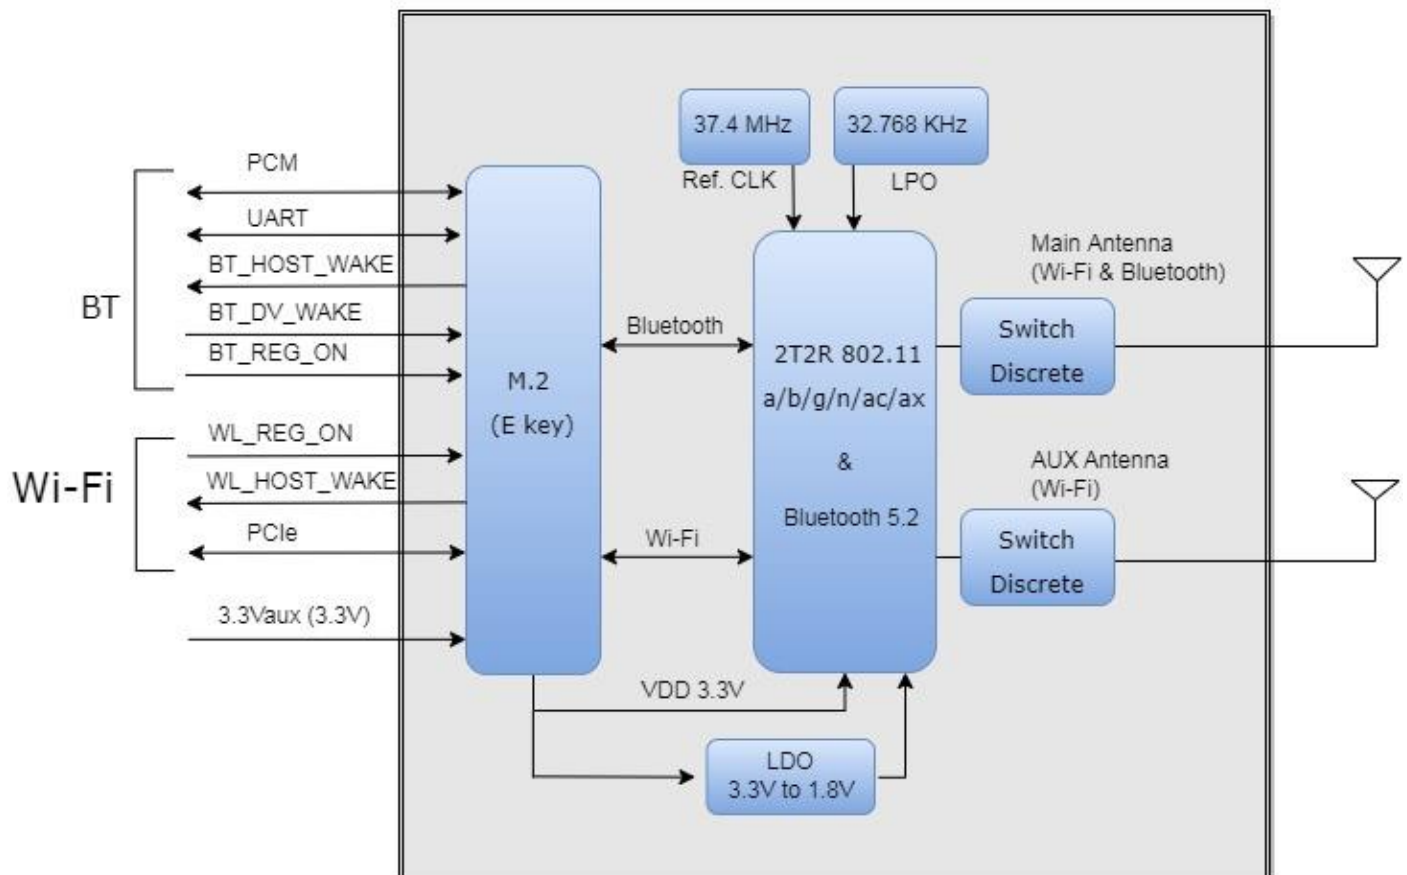 37.4 MHz
32.768 KHz
Ref. CLK
LPO
PCM
UART
BT_HOST_WAKE
BT_DV_WAKE
BT_REG_ON
BT
WL_REG_ON
WL_HOST_WAKE
PCIe
Wi-Fi
3.3Vaux (3.3V)
M.2
(E key)
Bluetooth
Wi-Fi
2T2R 802.11
a/b/g/n/ac/ax
&
Bluetooth 5.2
Main Antenna
(Wi-Fi & Bluetooth)
Switch
Discrete
AUX Antenna
(Wi-Fi)
Switch
Discrete
VDD 3.3V
LDO
3.3V to 1.8V